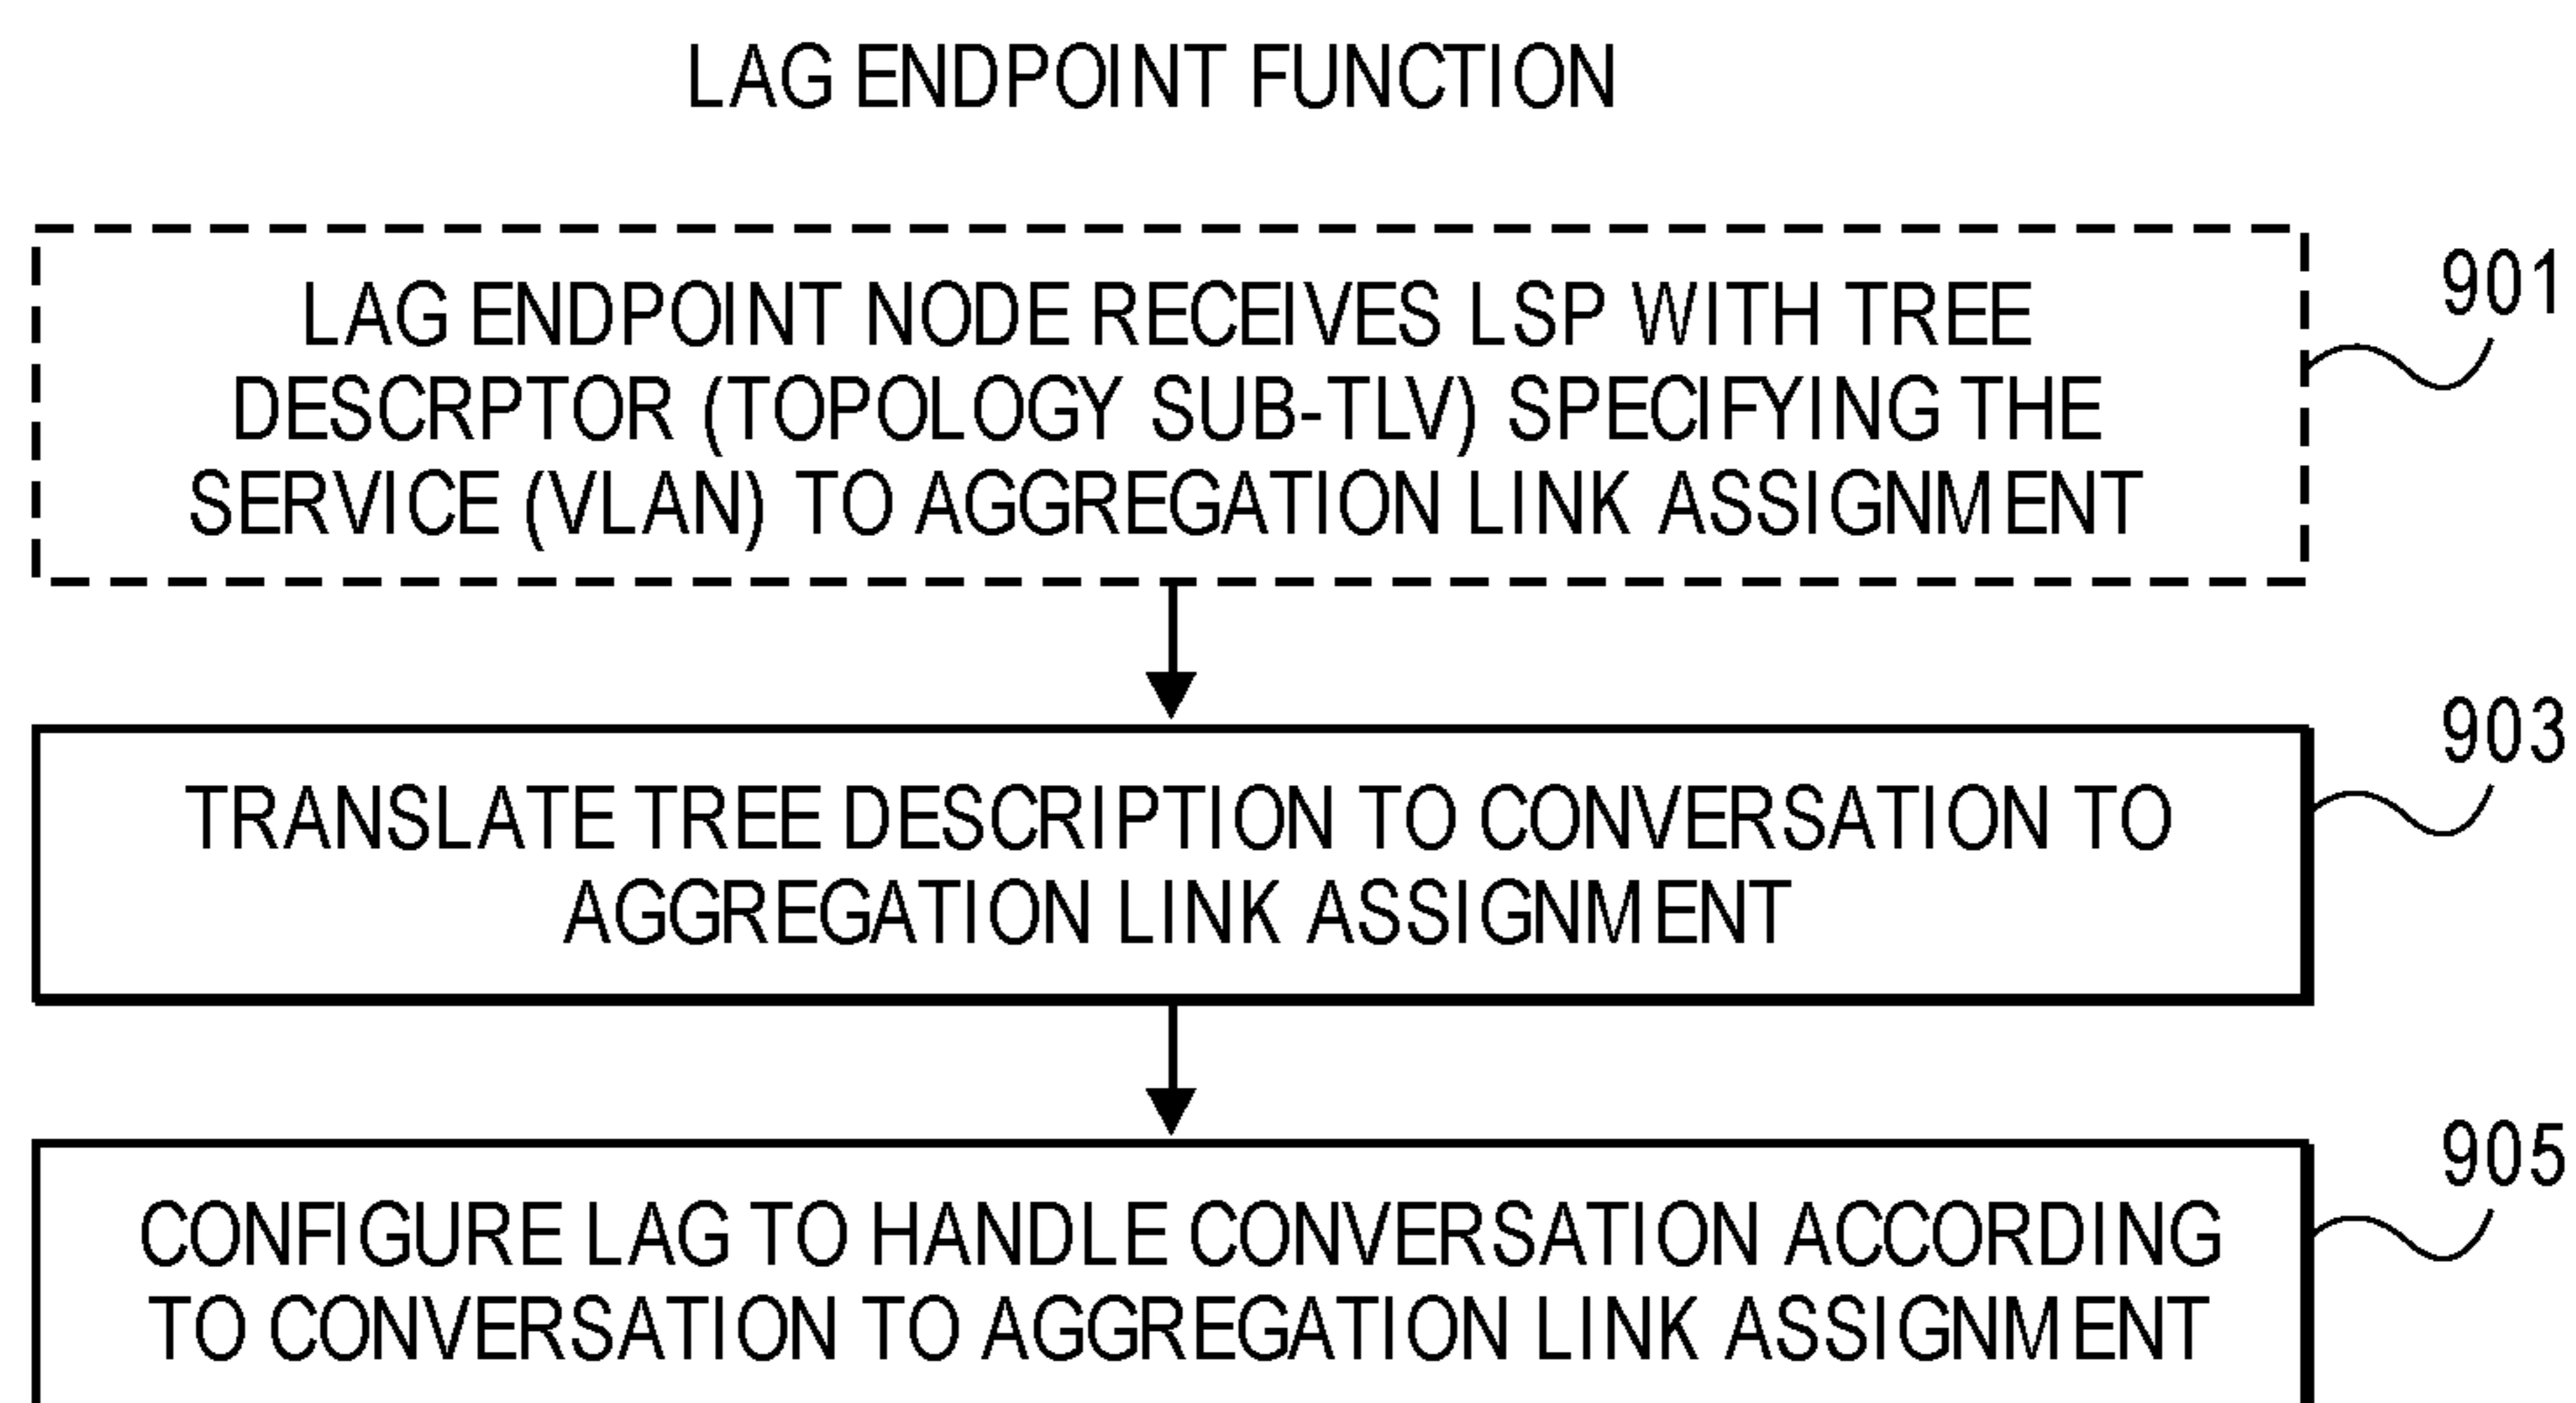 LAG ENDPOINT FUNCTION
LAG ENDPOINT NODE RECEIVES LSP WITH TREE
DESCRPTOR (TOPOLOGY SUB-TLV) SPECIFYING THE
SERVICE (VLAN) TO AGGREGATION LINK ASSIGNMENT
901
TRANSLATE TREE DESCRIPTION TO CONVERSATION TO
AGGREGATION LINK ASSIGNMENT
903
CONFIGURE LAG TO HANDLE CONVERSATION ACCORDING
TO CONVERSATION TO AGGREGATION LINK ASSIGNMENT
905